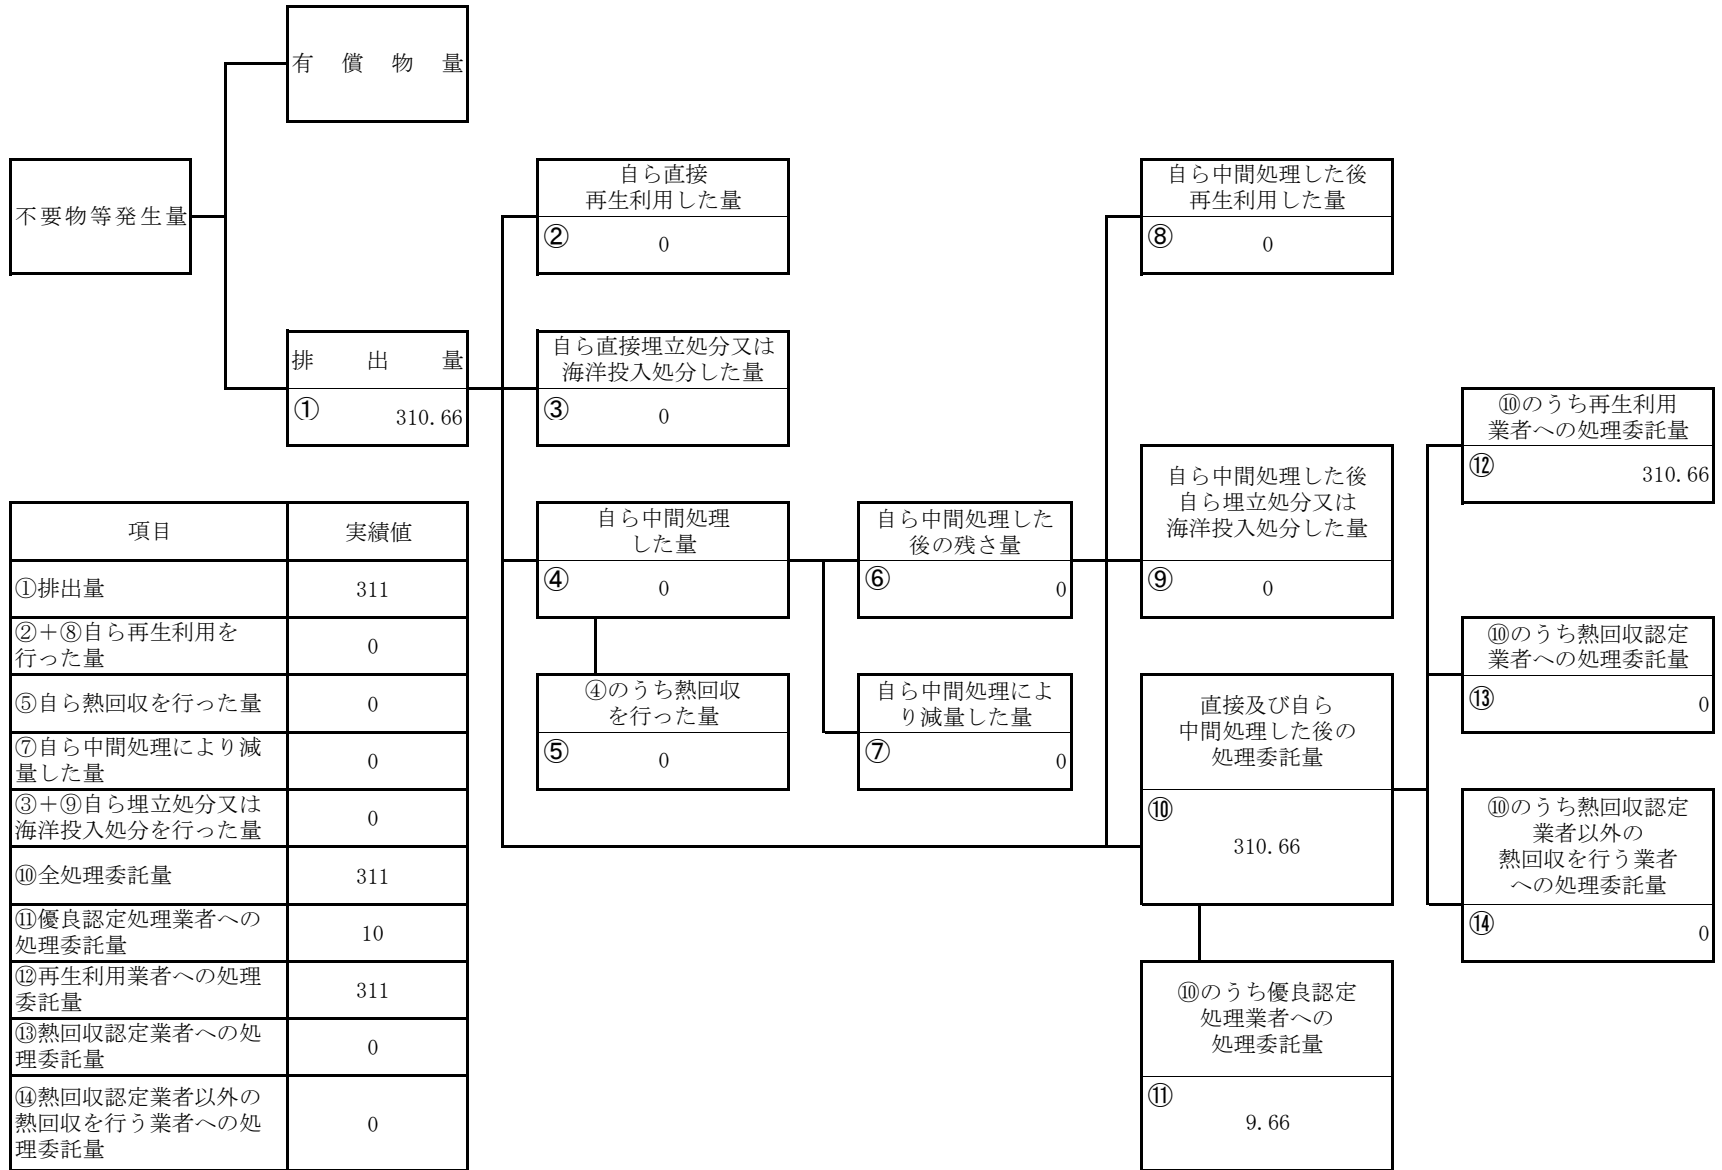 有償物量
不要物等発生量
排出量
① 310.66
自ら直接
再生利用した量
② 0
自ら直接埋立処分又は
海洋投入処分した量
③ 0
自ら中間処理
した量
④ 0
④のうち熱回収
を行った量
⑤ 0
自ら中間処理した
後の残さ量
⑥ 0
自ら中間処理によ
り減量した量
⑦ 0
自ら中間処理した後
再生利用した量
⑧ 0
自ら中間処理した後
自ら埋立処分又は
海洋投入処分した量
⑨ 0
直接及び自ら
中間処理した後の
処理委託量
⑩
310.66
⑩のうち優良認定
処理業者への
処理委託量
⑪
9.66
⑩のうち再生利用
業者への処理委託量
⑫ 310.66
⑩のうち熱回収認定
業者への処理委託量
⑬ 0
⑩のうち熱回収認定
業者以外の
熱回収を行う業者
への処理委託量
⑭ 0
項目 実績値
①排出量 311
②+⑧自ら再生利用を
行った量 0
⑤自ら熱回収を行った量 0
⑦自ら中間処理により減
量した量 0
③+⑨自ら埋立処分又は
海洋投入処分を行った量 0
⑩全処理委託量 311
⑪優良認定処理業者への
処理委託量 10
⑫再生利用業者への処理
委託量 311
⑬熱回収認定業者への処
理委託量 0
⑭熱回収認定業者以外の
熱回収を行う業者への処 0
理委託量